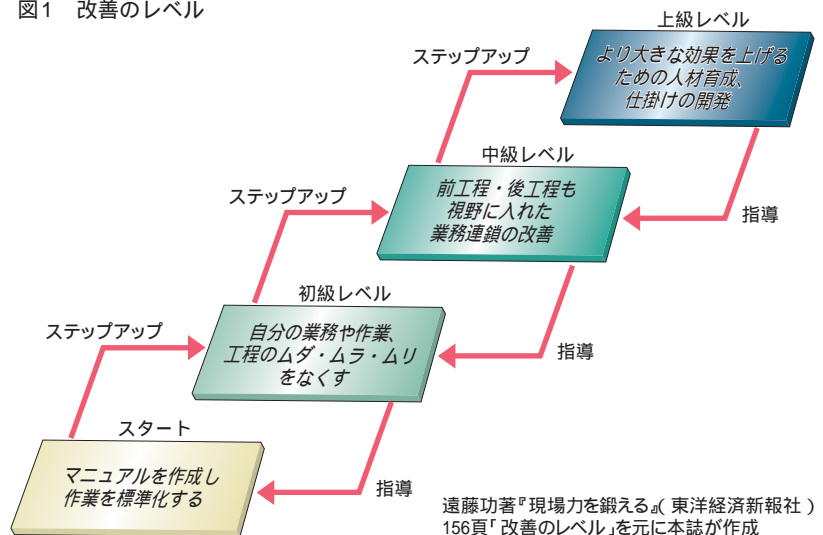 図1 改善のレベル
上級レベル
ステップアップ
より大きな効果を上げる
ための人材育成、
仕掛けの開発
中級レベル
ステップアップ
前工程・後工程も
視野に入れた
業務連鎖の改善
指導
初級レベル
ステップアップ
自分の業務や作業、
工程のムダ・ムラ・ムリ
をなくす
指導
スタート
マニュアルを作成し
作業を標準化する
指導
遠藤功著『現場力を鍛える』(東洋経済新報社)
156頁「改善のレベル」を元に本誌が作成